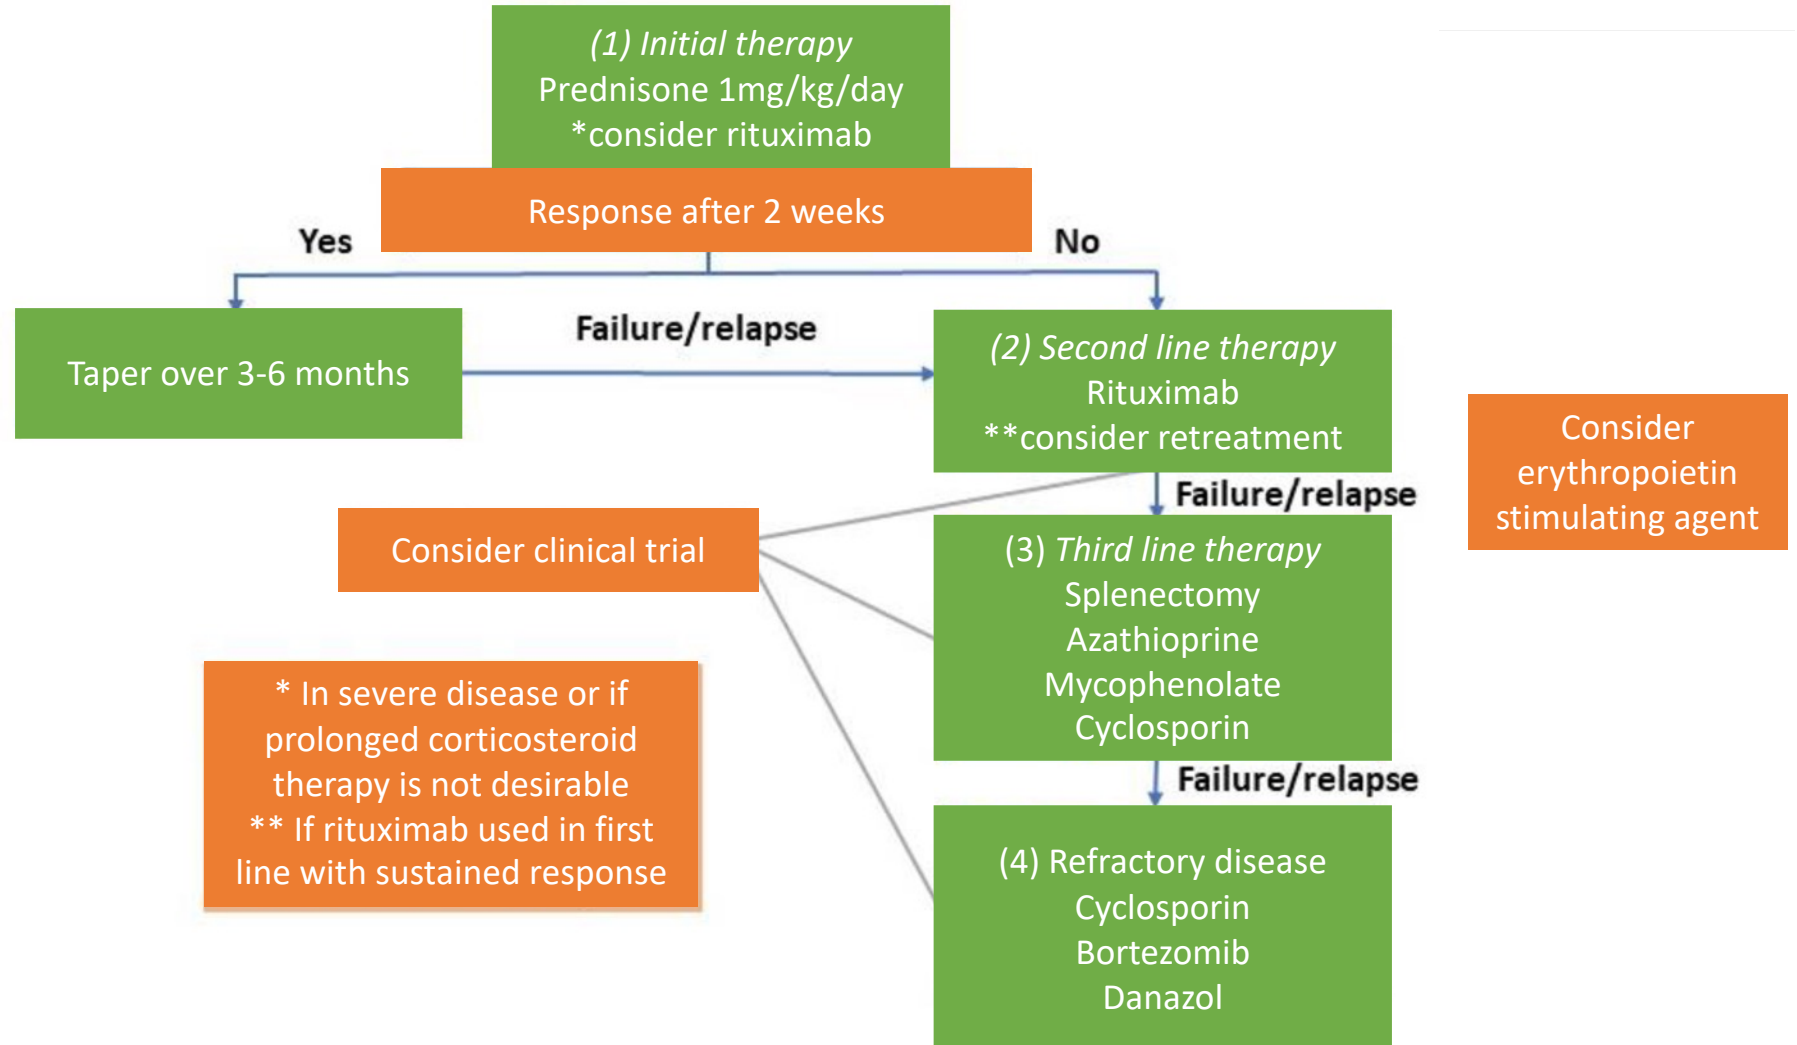 (1) Initial therapy
Prednisone 1mg/kg/day
*consider rituximab
Response after 2 weeks
Yes
No
Taper over 3-6 months
Failure/relapse
(2) Second line therapy
Rituximab
**consider retreatment
Consider
erythropoietin
stimulating agent
Failure/relapse
Consider clinical trial
(3) Third line therapy
Splenectomy
Azathioprine
Mycophenolate
Cyclosporin
* In severe disease or if
prolonged corticosteroid
therapy is not desirable
** If rituximab used in first
line with sustained response
Failure/relapse
(4) Refractory disease
Cyclosporin
Bortezomib
Danazol